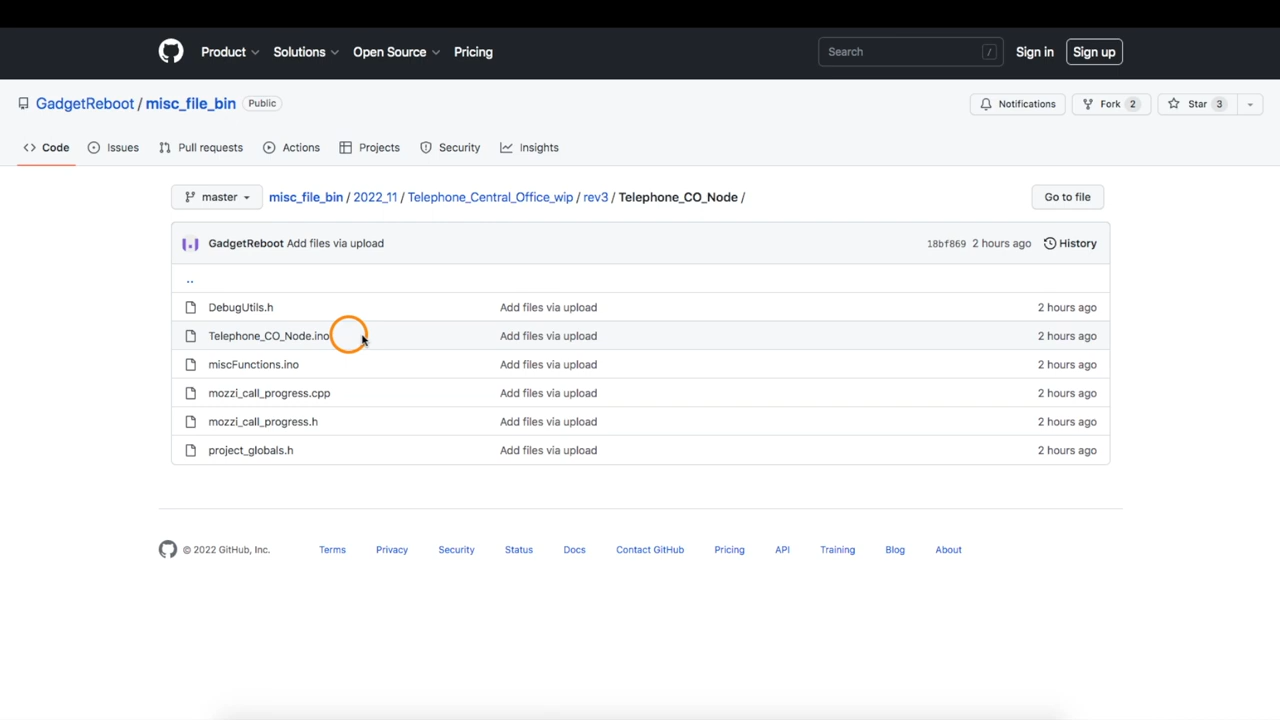 Product Solutions Open Source Pricing Search / Sign in Sign up
GadgetReboot / misc_file_bin Public Notifications Fork 2 Star 3
Code Issues Pull requests Actions Projects Security Insights
master misc_file_bin / 2022_11 / Telephone_Central_Office_wip / rev3 / Telephone_CO_Node / Go to file
GadgetReboot Add files via upload 18bf869 2 hours ago History
..
DebugUtils.h Add files via upload 2 hours ago
Telephone_CO_Node.ino Add files via upload 2 hours ago
miscFunctions.ino Add files via upload 2 hours ago
mozzi_call_progress.cpp Add files via upload 2 hours ago
mozzi_call_progress.h Add files via upload 2 hours ago
project_globals.h Add files via upload 2 hours ago
© 2022 GitHub, Inc. Terms Privacy Security Status Docs Contact GitHub Pricing API Training Blog About